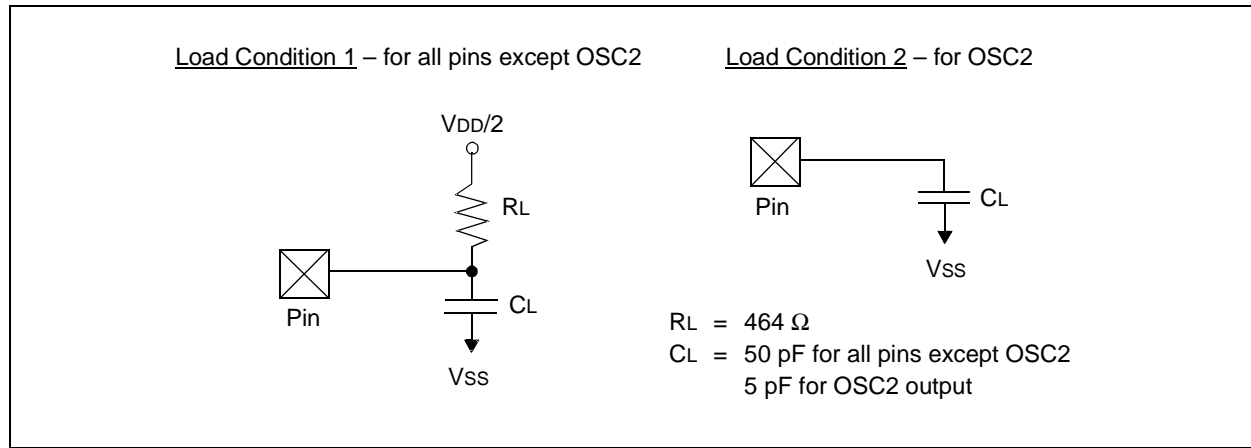 Load Condition 1 – for all pins except OSC2
VDD/2
RL
Pin
CL
VSS
Load Condition 2 – for OSC2
Pin
CL
VSS
RL = 464 Ω
CL = 50 pF for all pins except OSC2
5 pF for OSC2 output